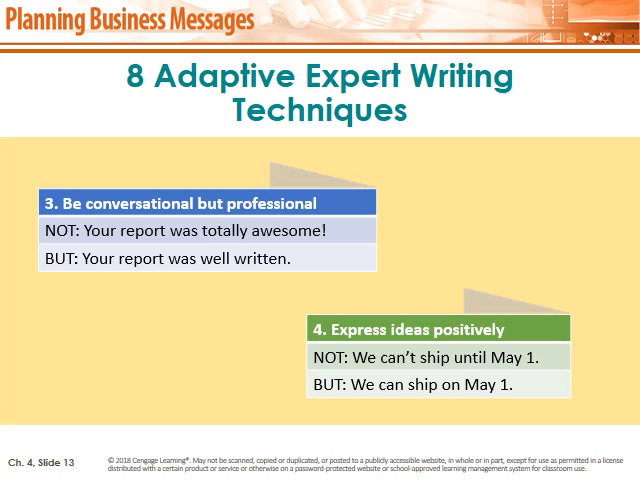 Planning Business Messages
8 Adaptive Expert Writing
Techniques
3. Be conversational but professional
NOT: Your report was totally awesome!
BUT: Your report was well written.
4. Express ideas positively
NOT: We can’t ship until May 1.
BUT: We can ship on May 1.
Ch. 4, Slide 13
© 2018 Cengage Learning®. May not be scanned, copied or duplicated, or posted to a publicly accessible website, in whole or in part, except for use as permitted in a license
distributed with a certain product or service or otherwise on a password-protected website or school-approved learning management system for classroom use.